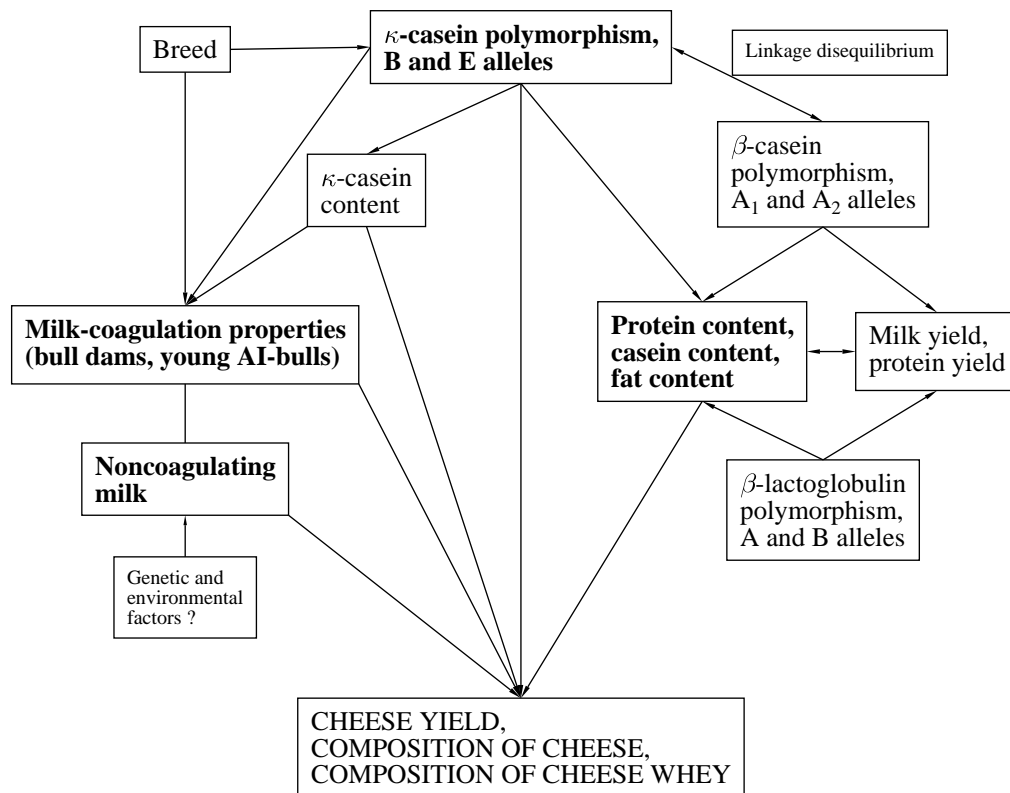 Breed
κ-casein polymorphism,
B and E alleles
Linkage disequilibrium
β-casein
polymorphism,
A₁ and A₂ alleles
κ-casein
content
Milk-coagulation properties
(bull dams, young AI-bulls)
Protein content,
casein content,
fat content
Milk yield,
protein yield
Noncoagulating
milk
β-lactoglobulin
polymorphism,
A and B alleles
Genetic and
environmental
factors ?
CHEESE YIELD,
COMPOSITION OF CHEESE,
COMPOSITION OF CHEESE WHEY